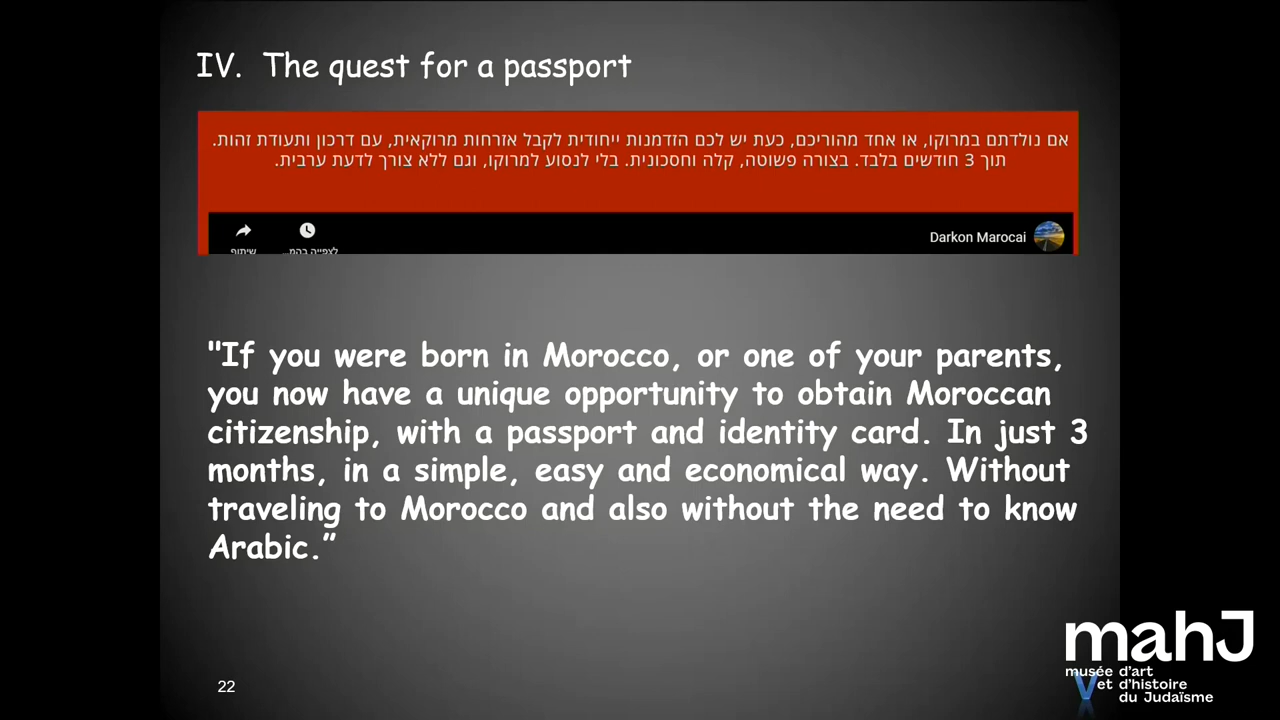 IV. The quest for a passport
אם נולדתם במרוקו, או אחד מהוריכם, כעת יש לכם הזדמנות ייחודית לקבל אזרחות מרוקאית, עם דרכון ותעודת זהות.
תוך 3 חודשים בלבד. בצורה פשוטה, קלה וחסכונית. בלי לנסוע למרוקו, וגם ללא צורך לדעת ערבית.
Darkon Marocai
לצפייה בהמ...
שיתוף
"If you were born in Morocco, or one of your parents,
you now have a unique opportunity to obtain Moroccan
citizenship, with a passport and identity card. In just 3
months, in a simple, easy and economical way. Without
traveling to Morocco and also without the need to know
Arabic.”
22
mahJ
musée d'art
et d'histoire
du Judaïsme